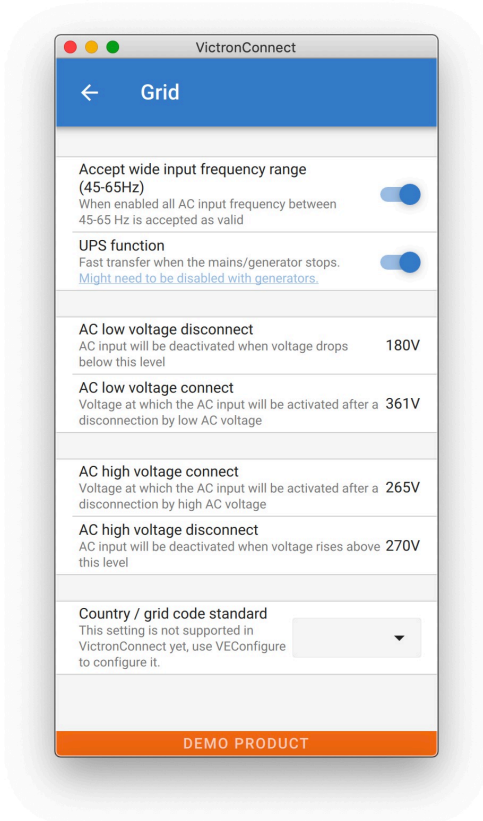 VictronConnect
Grid
Accept wide input frequency range
(45-65Hz)
When enabled all AC input frequency between
45-65 Hz is accepted as valid
UPS function
Fast transfer when the mains/generator stops.
Might need to be disabled with generators.
AC low voltage disconnect
AC input will be deactivated when voltage drops
below this level
180V
AC low voltage connect
Voltage at which the AC input will be activated after a
disconnection by low AC voltage
361V
AC high voltage connect
Voltage at which the AC input will be activated after a
disconnection by high AC voltage
265V
AC high voltage disconnect
AC input will be deactivated when voltage rises above
this level
270V
Country / grid code standard
This setting is not supported in
VictronConnect yet, use VEConfigure
to configure it.
DEMO PRODUCT